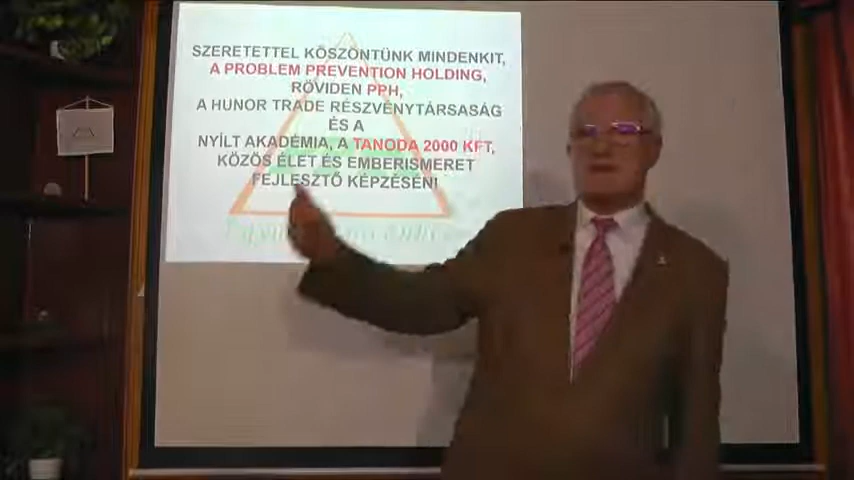 SZERETETTEL KÖSZÖNTÜNK MINDENKIT,
A PROBLEM PREVENTION HOLDING,
RÖVIDEN PPH,
A HUNOR TRADE RÉSZVÉNYTÁRSASÁG
ÉS A
NYÍLT AKADÉMIA, A TANODA 2000 KFT,
KÖZÖS ÉLET ÉS EMBERISMERET
FEJLESZTŐ KÉPZÉSÉN!